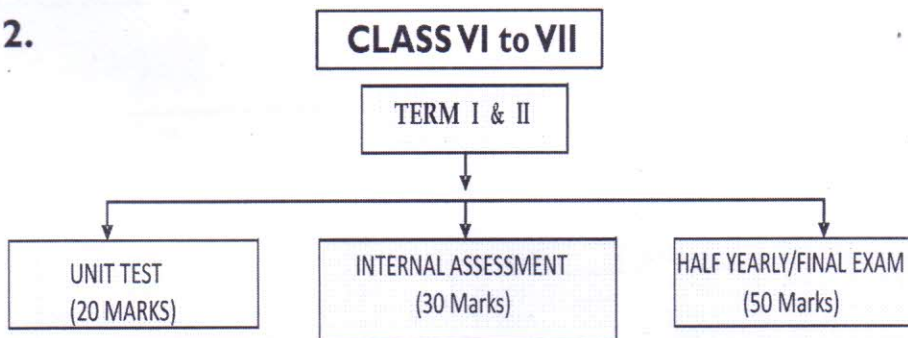 2.
CLASS VI to VII
TERM I & II
UNIT TEST
(20 MARKS)
INTERNAL ASSESSMENT
(30 Marks)
HALF YEARLY/FINAL EXAM
(50 Marks)